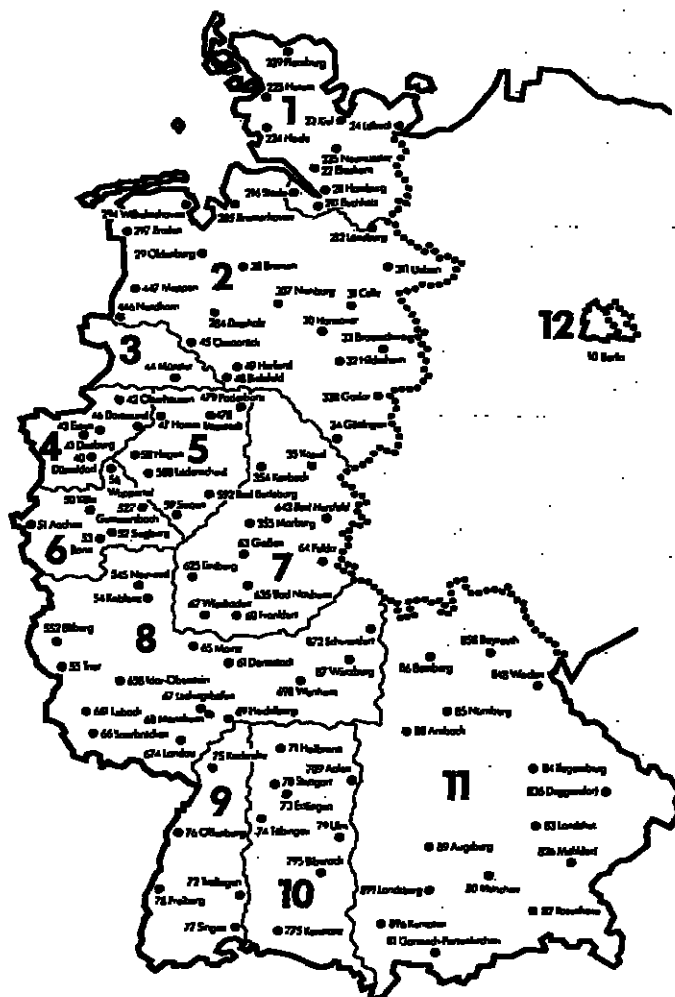 239 Flensburg
225 Husum
1
23 Kiel
24 Lübeck
224 Heide
235 Neumünster
22 Elmshorn
216 Stade
20 Hamburg
210 Buchholz
294 Wilhelmshaven
285 Bremerhaven
297 Emden
212 Lüneburg
29 Oldenburg
2
28 Bremen
311 Uelzen
447 Meppen
307 Nienburg
31 Celle
446 Nordhorn
284 Diepholz
30 Hannover
12
10 Berlin
3
45 Osnabrück
33 Braunschweig
44 Münster
49 Herford
48 Bielefeld
32 Hildesheim
42 Oberhausen
479 Paderborn
338 Goslar
46 Dortmund
43 Essen
47 Hamm
34 Göttingen
4
41 Duisburg
5
58 Hagen
35 Kassel
40 Düsseldorf
588 Lüdenscheid
354 Korbach
56 Wuppertal
592 Bad Berleburg
50 Köln
527 Gummersbach
59 Siegen
643 Bad Hersfeld
51 Aachen
355 Marburg
53 Bonn
52 Siegburg
6
63 Gießen
64 Fulda
7
545 Neuwied
625 Limburg
54 Koblenz
635 Bad Nauheim
62 Wiesbaden
60 Frankfurt
552 Bitburg
8
65 Mainz
872 Schweinfurt
858 Bayreuth
55 Trier
61 Darmstadt
87 Würzburg
86 Bamberg
848 Weiden
658 Idar-Oberstein
698 Wertheim
67 Ludwigshafen
661 Lebach
68 Mannheim
69 Heidelberg
85 Nürnberg
66 Saarbrücken
88 Ansbach
674 Landau
71 Heilbronn
75 Karlsruhe
789 Aalen
84 Regensburg
78 Stuttgart
11
836 Deggendorf
9
73 Esslingen
76 Offenburg
74 Tübingen
79 Ulm
83 Landshut
89 Augsburg
826 Mühldorf
795 Biberach
772 Tuttlingen
80 München
78 Freiburg
10
891 Landsberg
82 Rosenheim
77 Singen
775 Konstanz
896 Kempten
81 Garmisch-Partenkirchen